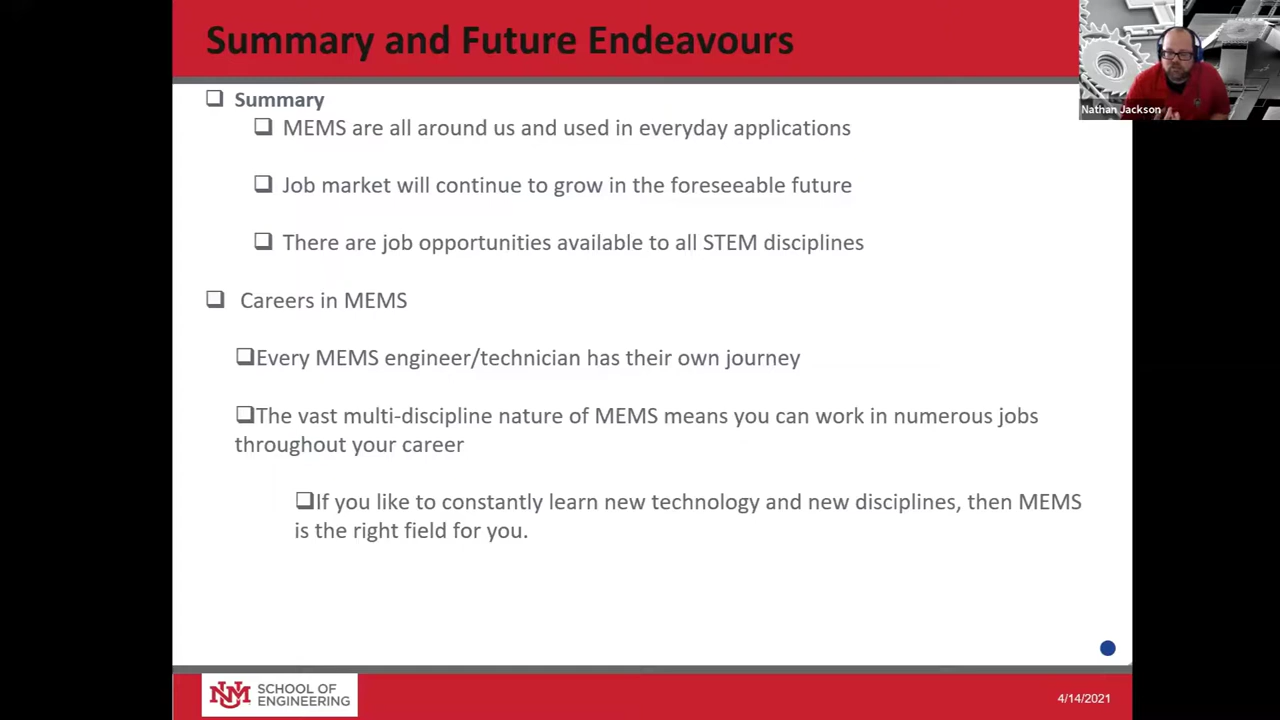 Summary and Future Endeavours
Nathan Jackson
Summary
MEMS are all around us and used in everyday applications
Job market will continue to grow in the foreseeable future
There are job opportunities available to all STEM disciplines
Careers in MEMS
Every MEMS engineer/technician has their own journey
The vast multi-discipline nature of MEMS means you can work in numerous jobs
throughout your career
If you like to constantly learn new technology and new disciplines, then MEMS
is the right field for you.
NM SCHOOL OF
ENGINEERING
4/14/2021